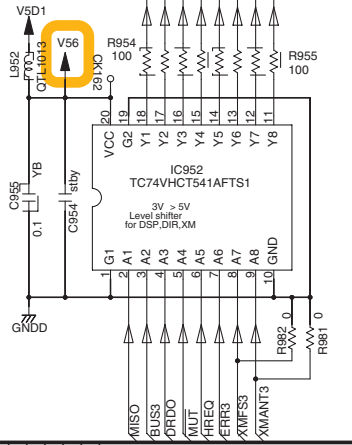 V5D1
V56
L952
QTL1013
CK162
R954
100
R955
100
20
19
18
17
16
15
14
13
12
11
VCC
G2
Y1
Y2
Y3
Y4
Y5
Y6
Y7
Y8
IC952
TC74VHCT541AFTS1
3V > 5V
Level shifter
for DSP,DIR,XM
G1
A1
A2
A3
A4
A5
A6
A7
A8
GND
1
2
3
4
5
6
7
8
9
10
C955
YB
0.1
C954
stby
GNDD
R982
0
R981
0
MISO
BUS3
DRDO
MUT
HREQ
ERR3
XMFS3
XMANT3